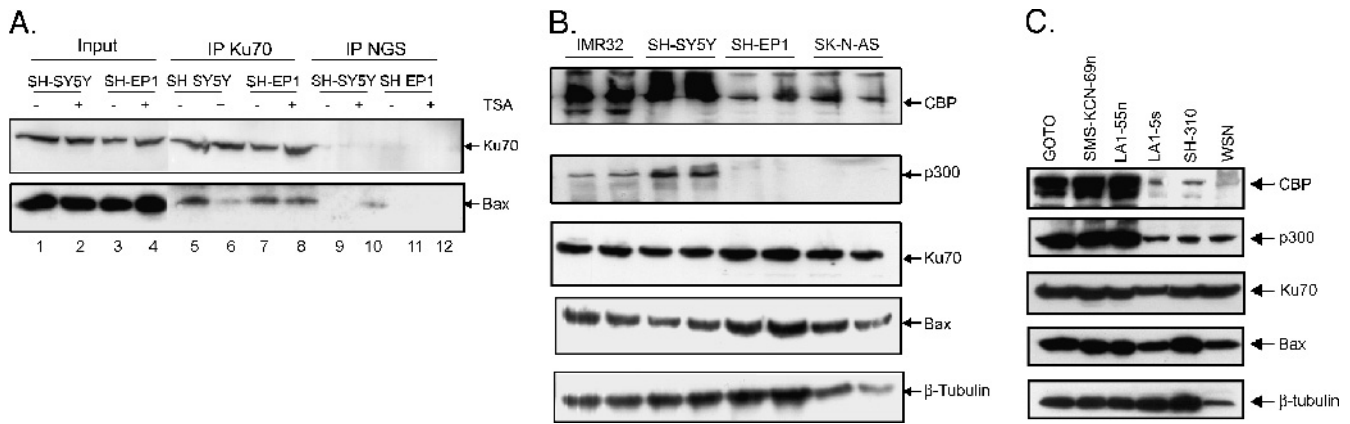 A.
Input IP Ku70 IP NGS
SH-SY5Y SH-EP1 SH SY5Y SH-EP1 SH-SY5Y SH EP1
- + - + - – - + - + - + TSA
Ku70
Bax
1 2 3 4 5 6 7 8 9 10 11 12
B.
IMR32 SH-SY5Y SH-EP1 SK-N-AS
CBP
p300
Ku70
Bax
β-Tubulin
C.
GOTO
SMS-KCN-69n
LA1-55n
LA1-5s
SH-310
WSN
CBP
p300
Ku70
Bax
β-tubulin